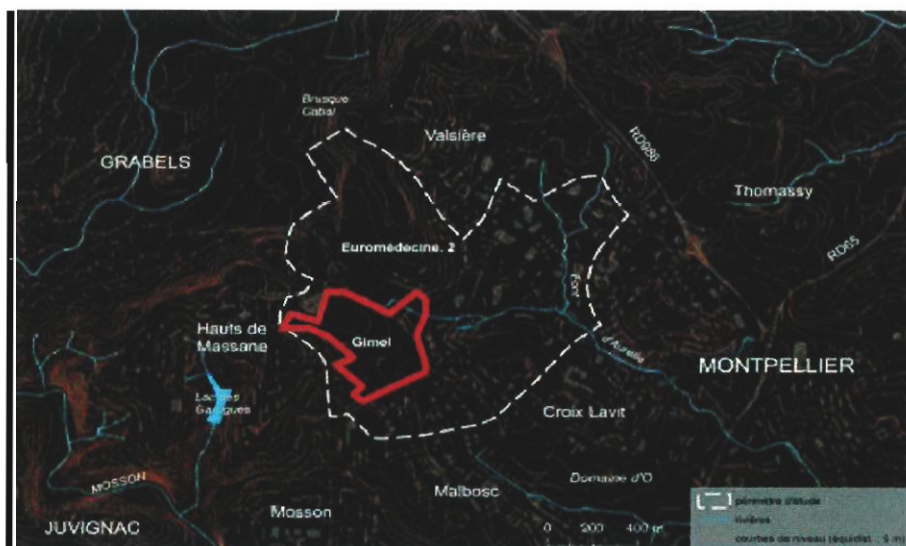 Brusque
Cabal
Valsière
RD986
GRABELS
Thomassy
RD65
Euromédecine. 2
Font
d'Aurelle
Hauts de
Massane
Gimel
MONTPELLIER
Lac des
Garrigues
Croix Lavit
MOSSON
Domaine d'O
Malbosc
Mosson
JUVIGNAC
0 200 400 m
périmètre d'étude
rivières
courbes de niveau (équidist. : 5 m)